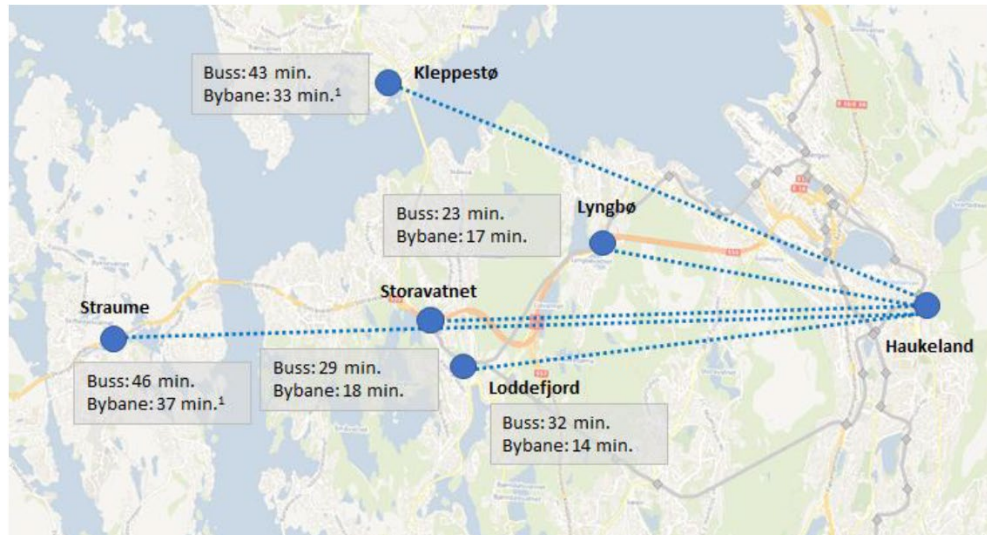 Buss: 43 min.
Bybane: 33 min.¹
Kleppestø
Buss: 23 min.
Bybane: 17 min.
Lyngbø
Straume
Storavatnet
Haukeland
Buss: 46 min.
Bybane: 37 min.¹
Buss: 29 min.
Bybane: 18 min.
Loddefjord
Buss: 32 min.
Bybane: 14 min.